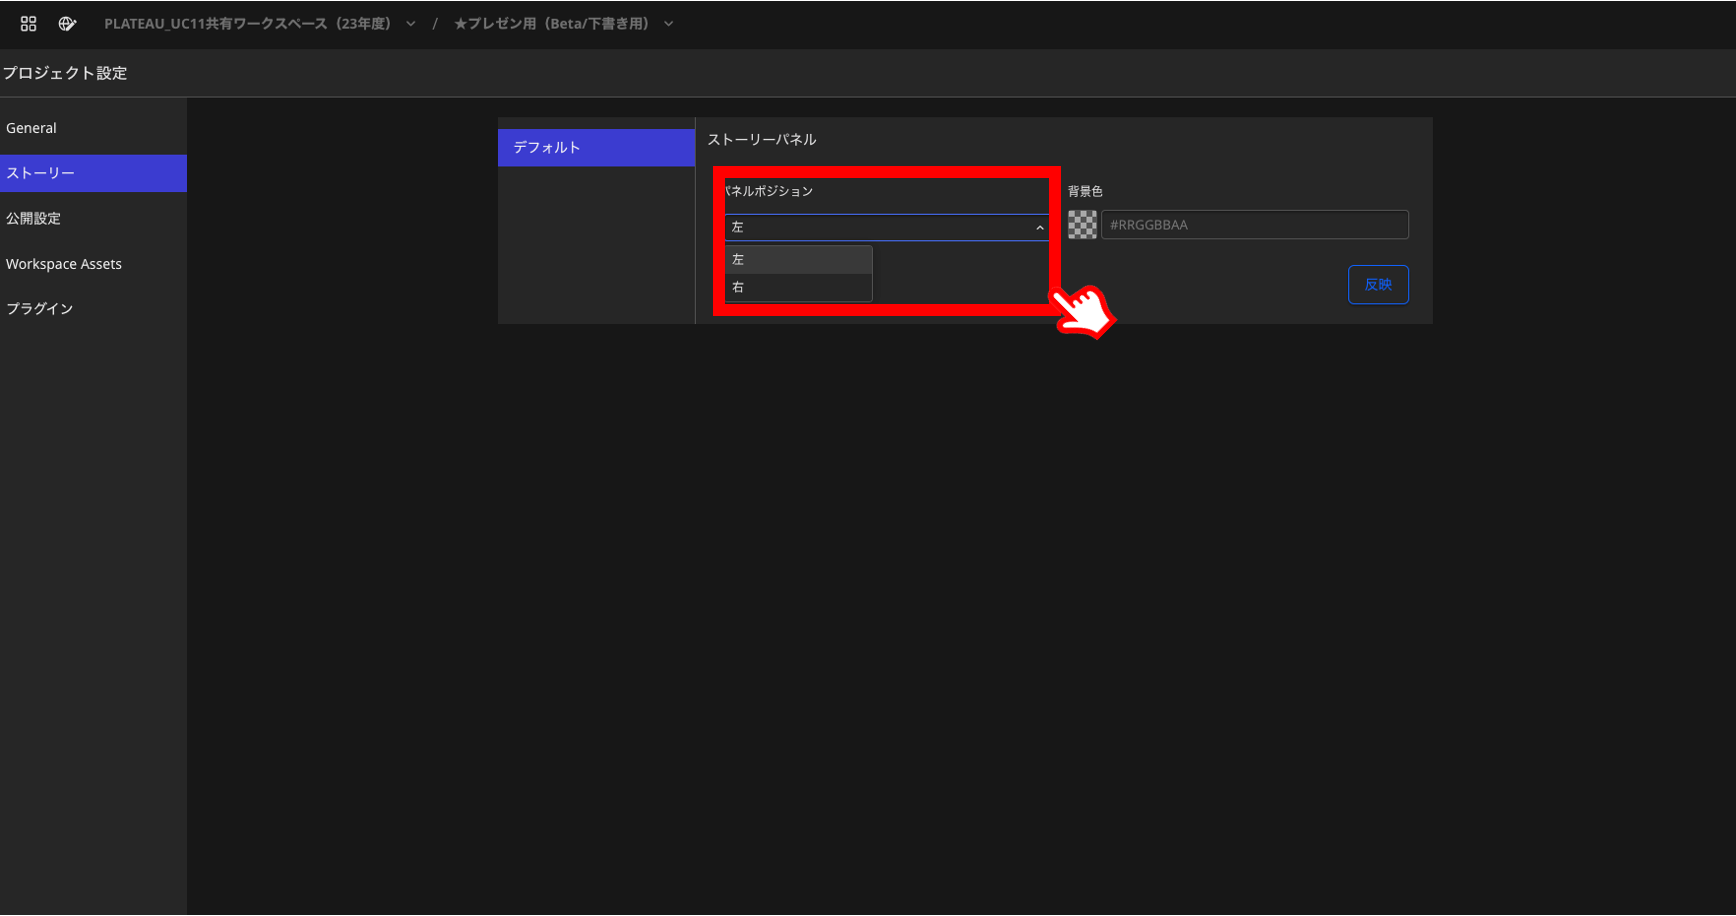 PLATEAU_UC11共有ワークスペース（23年度） / ★プレゼン用（Beta/下書き用）
プロジェクト設定
General
ストーリー
公開設定
Workspace Assets
プラグイン
デフォルト
ストーリーパネル
パネルポジション
左
左
右
背景色
#RRGGBBAA
反映